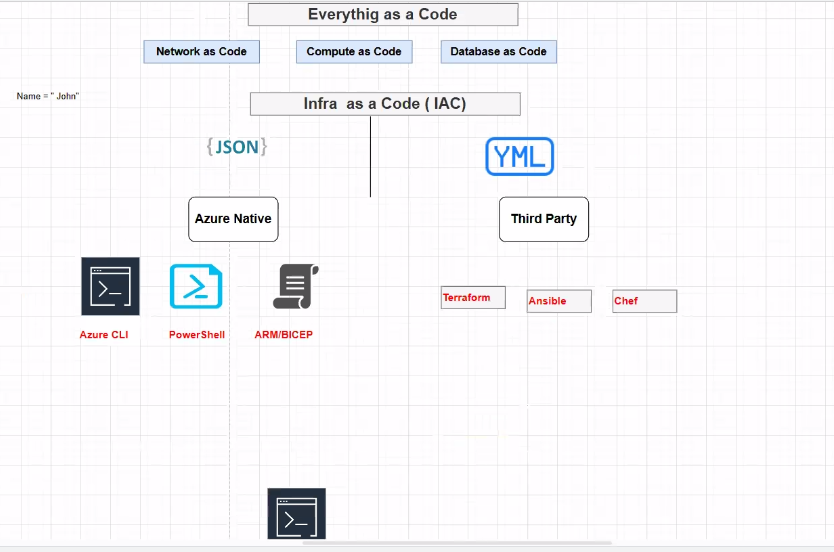 Everythig as a Code
Network as Code
Compute as Code
Database as Code
Name = " John"
Infra as a Code ( IAC)
{JSON}
YML
Azure Native
Third Party
>_
Terraform
Ansible
Chef
Azure CLI
PowerShell
ARM/BICEP
>_